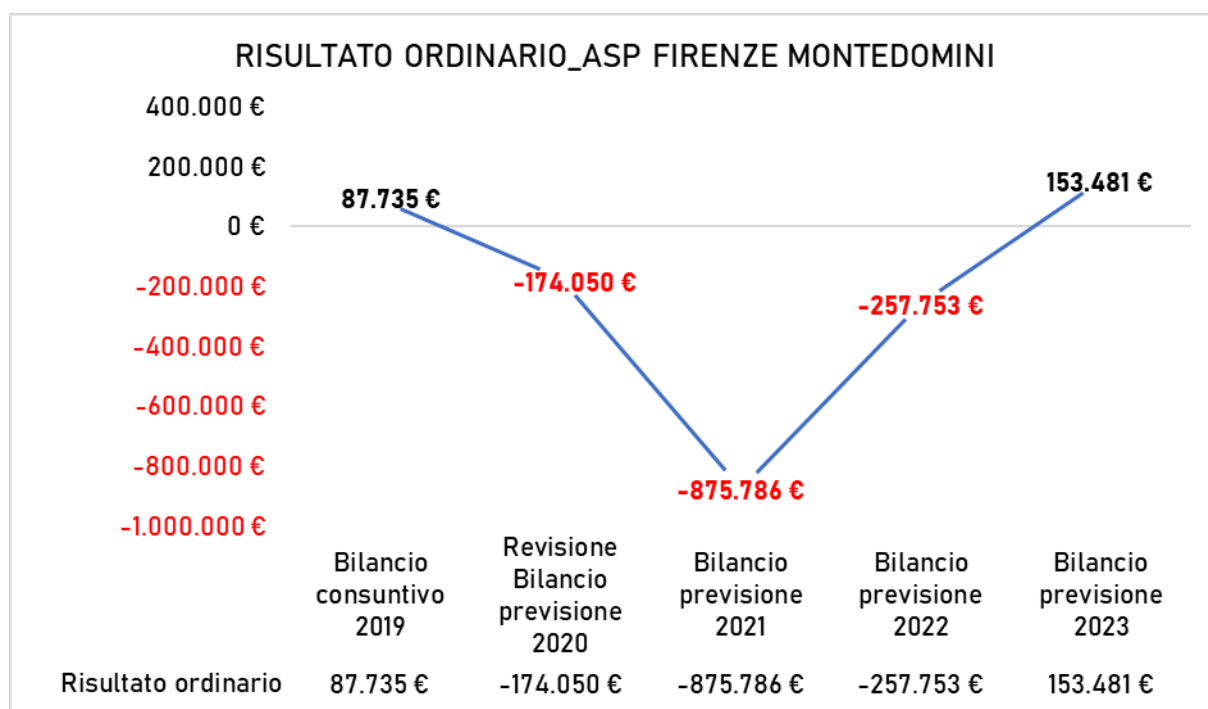 RISULTATO ORDINARIO_ASP FIRENZE MONTEDOMINI
400.000 €
200.000 €
0 €
-200.000 €
-400.000 €
-600.000 €
-800.000 €
-1.000.000 €
87.735 €
-174.050 €
-875.786 €
-257.753 €
153.481 €
Bilancio
consuntivo
2019
Revisione
Bilancio
previsione
2020
Bilancio
previsione
2021
Bilancio
previsione
2022
Bilancio
previsione
2023
Risultato ordinario 87.735 € -174.050 € -875.786 € -257.753 € 153.481 €